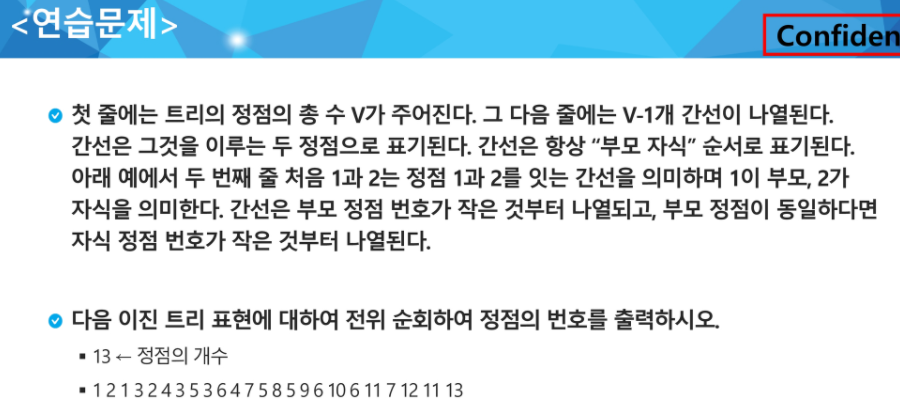 <연습문제>
Confiden
첫 줄에는 트리의 정점의 총 수 V가 주어진다. 그 다음 줄에는 V-1개 간선이 나열된다.
간선은 그것을 이루는 두 정점으로 표기된다. 간선은 항상 “부모 자식” 순서로 표기된다.
아래 예에서 두 번째 줄 처음 1과 2는 정점 1과 2를 잇는 간선을 의미하며 1이 부모, 2가
자식을 의미한다. 간선은 부모 정점 번호가 작은 것부터 나열되고, 부모 정점이 동일하다면
자식 정점 번호가 작은 것부터 나열된다.
다음 이진 트리 표현에 대하여 전위 순회하여 정점의 번호를 출력하시오.
13 ← 정점의 개수
1 2 1 3 2 4 3 5 3 6 4 7 5 8 5 9 6 10 6 11 7 12 11 13